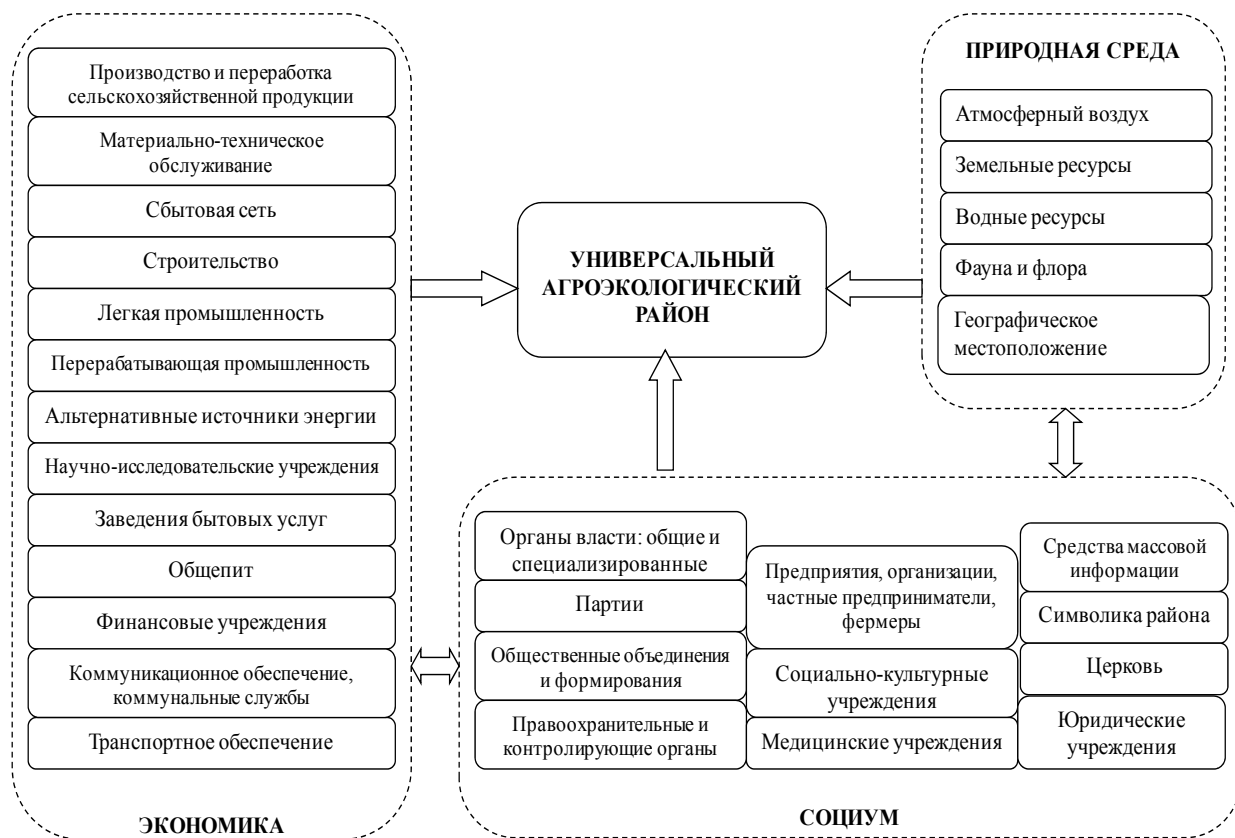 Производство и переработка
сельскохозяйственной продукции
Материально-техническое
обслуживание
Сбытовая сеть
Строительство
Легкая промышленность
Перерабатывающая промышленность
Альтернативные источники энергии
Научно-исследовательские учреждения
Заведения бытовых услуг
Общепит
Финансовые учреждения
Коммуникационное обеспечение,
коммунальные службы
Транспортное обеспечение
ЭКОНОМИКА
УНИВЕРСАЛЬНЫЙ
АГРОЭКОЛОГИЧЕСКИЙ
РАЙОН
ПРИРОДНАЯ СРЕДА
Атмосферный воздух
Земельные ресурсы
Водные ресурсы
Фауна и флора
Географическое
местоположение
Органы власти: общие и
специализированные
Партии
Общественные объединения
и формирования
Правоохранительные и
контролирующие органы
Предприятия, организации,
частные предприниматели,
фермеры
Социально-культурные
учреждения
Медицинские учреждения
Средства массовой
информации
Символика района
Церковь
Юридические
учреждения
СОЦИУМ